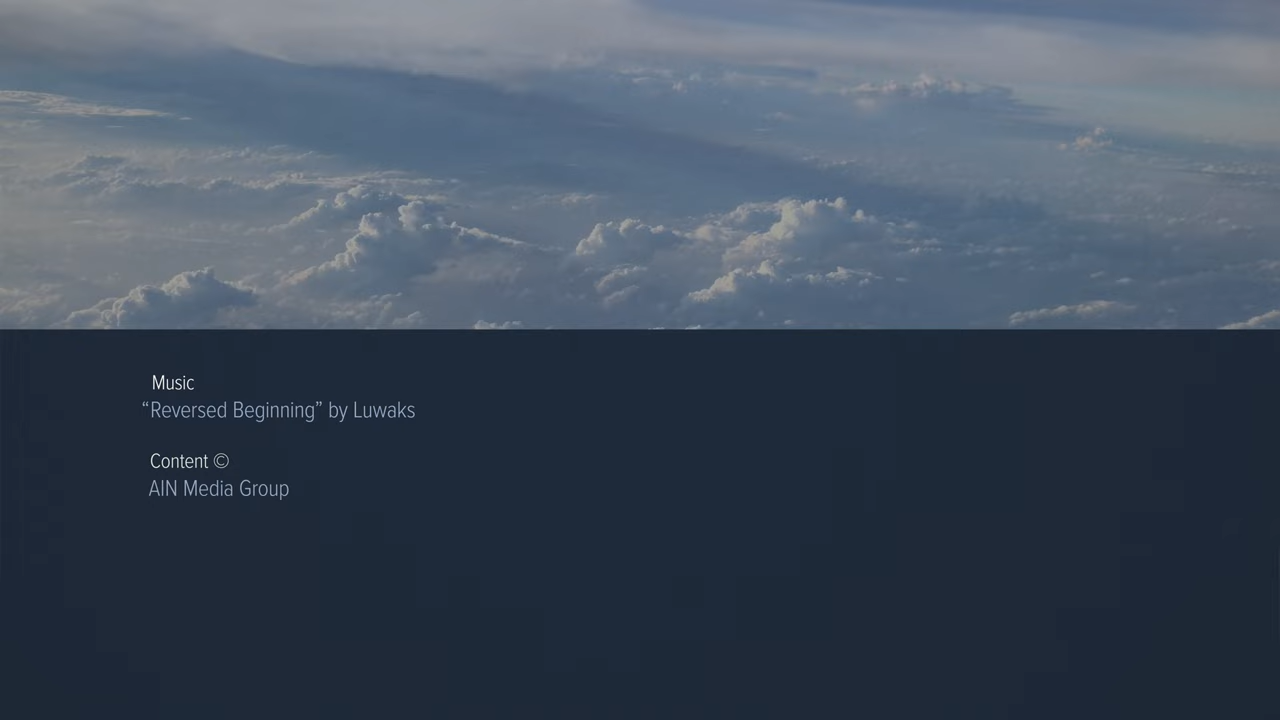 Music
“Reversed Beginning” by Luwaks
Content ©
AIN Media Group